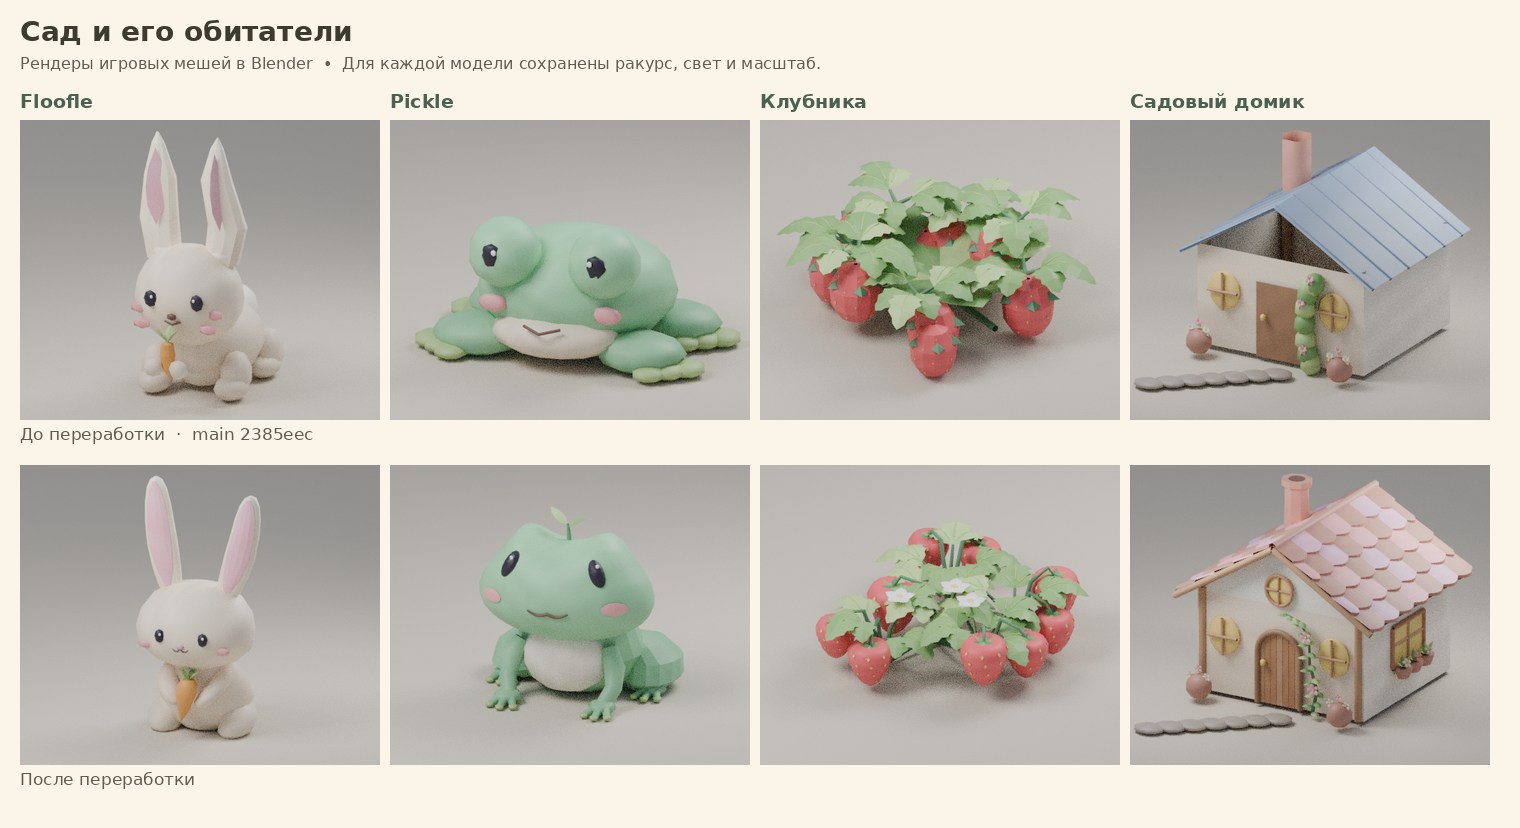 Сад и его обитатели
Рендеры игровых мешей в Blender • Для каждой модели сохранены ракурс, свет и масштаб.
Floofle
Pickle
Клубника
Садовый домик
До переработки · main 2385eec
После переработки